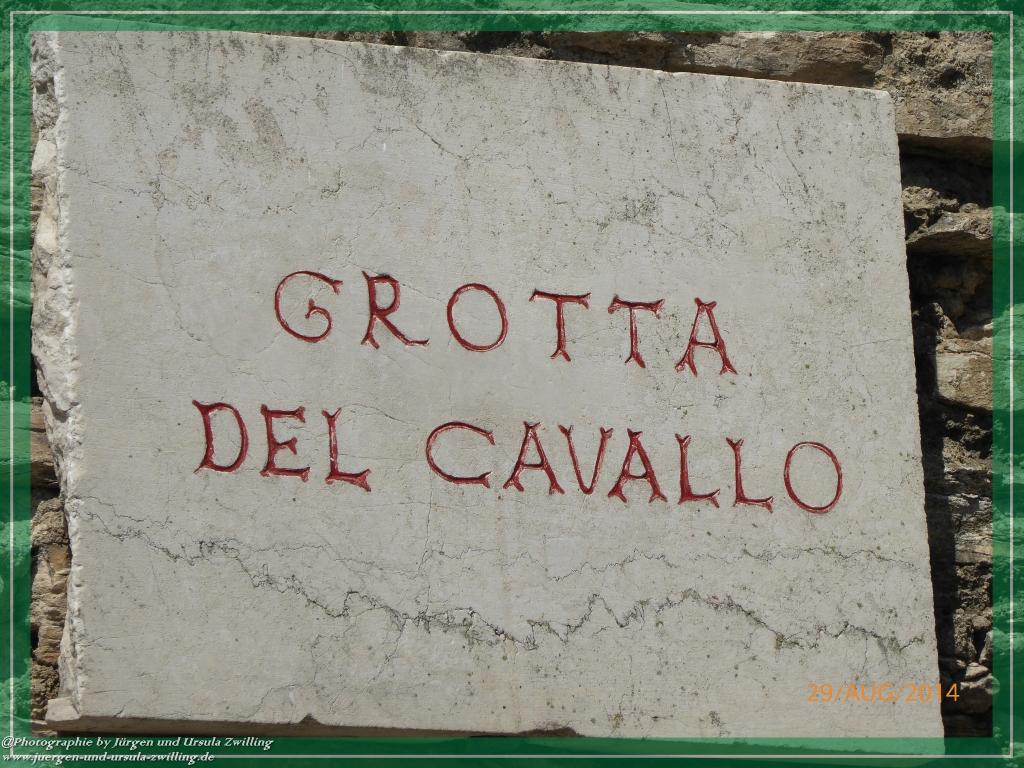 GROTTA
DEL CAVALLO
29/AUG/2014
@Photographie by Jürgen und Ursula Zwilling
www.juergen-und-ursula-zwilling.de